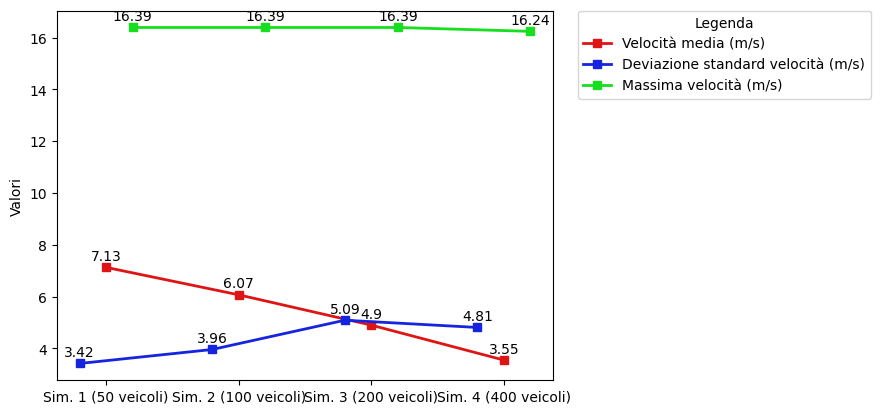 16.39 16.39 16.39 16.24
16
14
12
10
8
6
4
Valori
7.13
6.07
5.09 4.9
4.81
3.96
3.42
3.55
Sim. 1 (50 veicoli) Sim. 2 (100 veicoli) Sim. 3 (200 veicoli) Sim. 4 (400 veicoli)
Legenda
Velocità media (m/s)
Deviazione standard velocità (m/s)
Massima velocità (m/s)